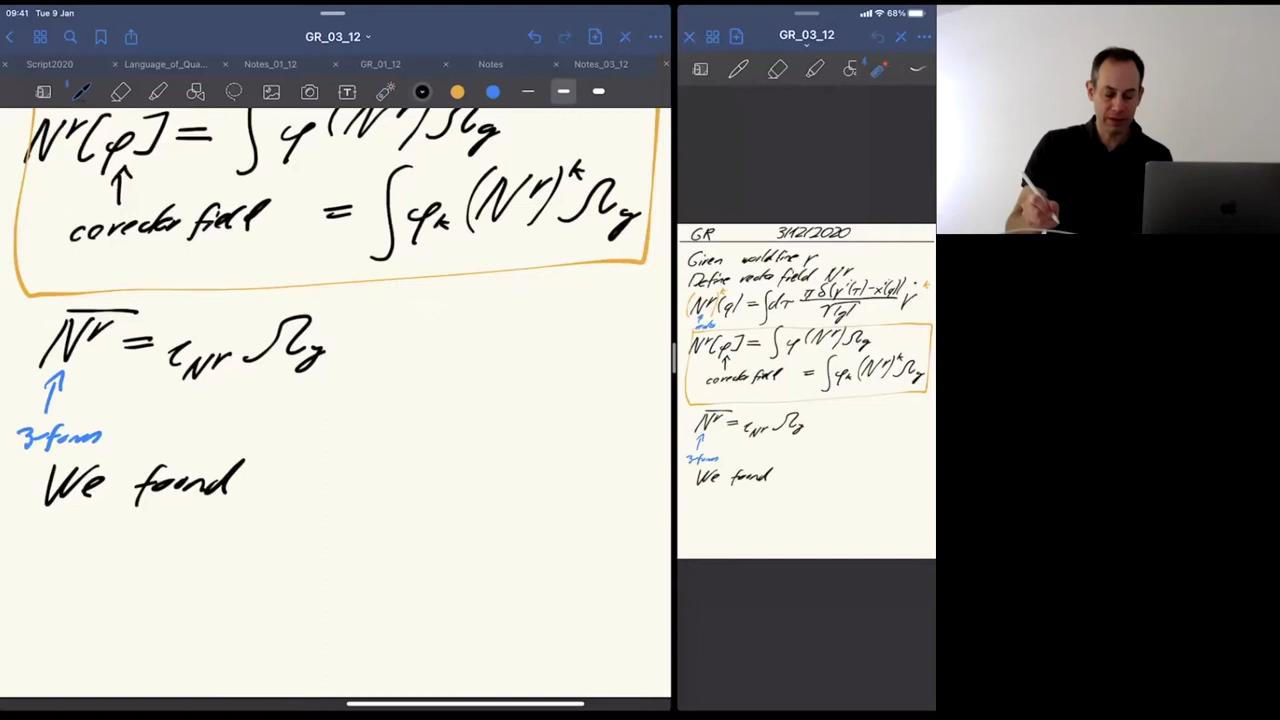 09:41 Tue 9 Jan
68%
GR_03_12
GR_03_12
Script2020
Language_of_Qua...
Notes_01_12
GR_01_12
Notes
Notes_03_12
N^γ[φ] = ∫ φ(N^γ) Ω_g
covector field = ∫ φ_k (N^γ)^k Ω_g
N^γ = ι_{N^γ} Ω_g
3-form
We found
GR 3/12/2020
Given worldline γ
Define vector field N^γ
(N^γ)^k(q) = ∫ dτ π δ(γ^i(τ) - x^i(q)) / √|g| γ̇^k
N^γ[φ] = ∫ φ(N^γ) Ω_g
covector field = ∫ φ_k (N^γ)^k Ω_g
N^γ = ι_{N^γ} Ω_g
3-form
We found